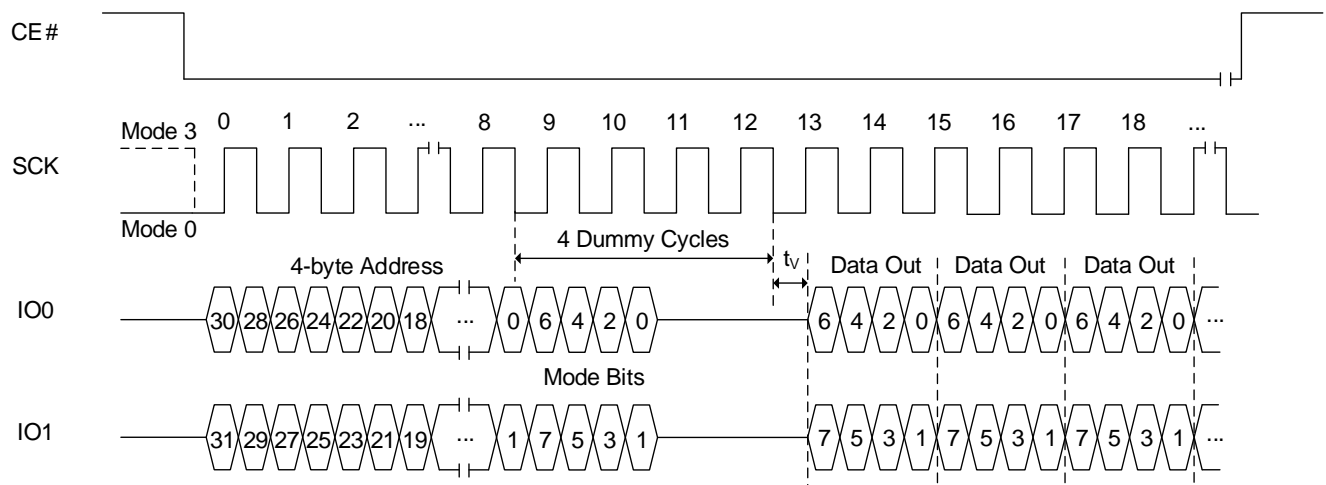 CE#
0 1 2 ... 8 9 10 11 12 13 14 15 16 17 18 ...
Mode 3
SCK
Mode 0
4 Dummy Cycles
tV
4-byte Address
Data Out Data Out Data Out
IO0
30 28 26 24 22 20 18 ... 0 6 4 2 0 6 4 2 0 6 4 2 0 6 4 2 0 ...
Mode Bits
IO1
31 29 27 25 23 21 19 ... 1 7 5 3 1 7 5 3 1 7 5 3 1 7 5 3 1 ...